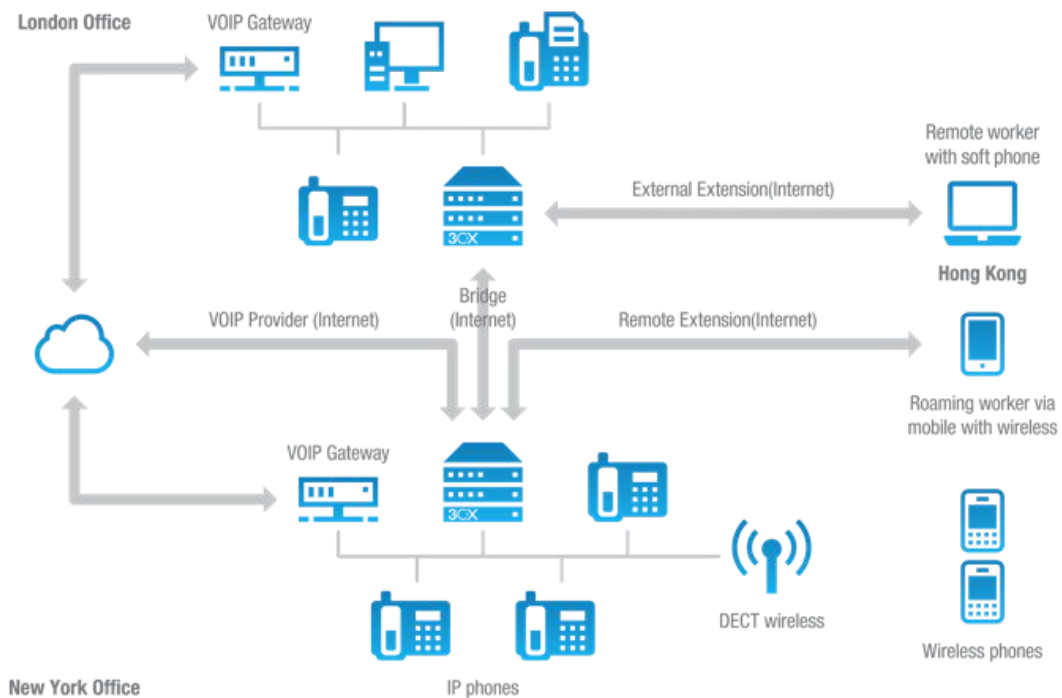 London Office
VOIP Gateway
Remote worker
with soft phone
External Extension(Internet)
3CX
Hong Kong
Bridge
(Internet)
VOIP Provider (Internet)
Remote Extension(Internet)
Roaming worker via
mobile with wireless
VOIP Gateway
3CX
DECT wireless
Wireless phones
New York Office
IP phones